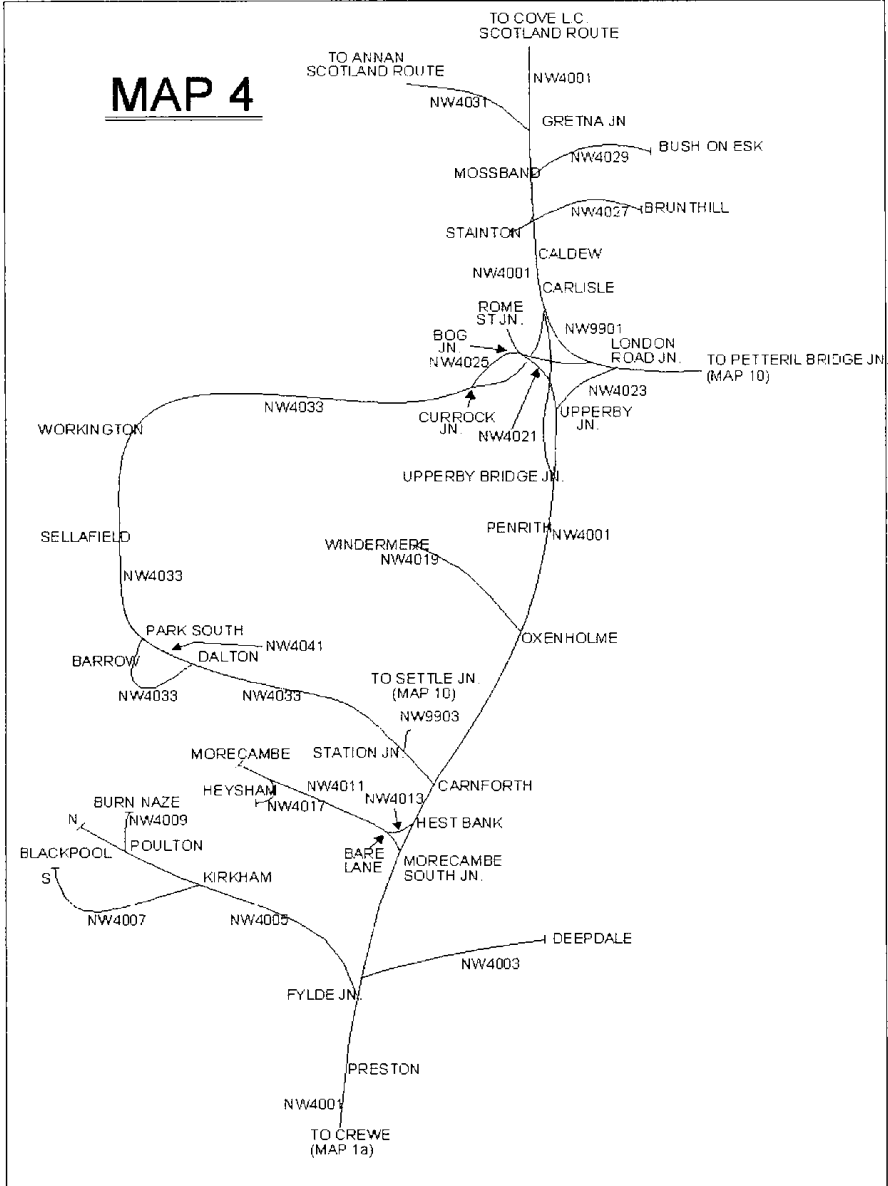 TO COVE L.C.
SCOTLAND ROUTE
TO ANNAN
SCOTLAND ROUTE
MAP 4
NW4001
NW4031
GRETNA JN
BUSH ON ESK
NW4029
MOSSBAND
NW4027
BRUNTHILL
STAINTON
CALDEW
NW4001
CARLISLE
ROME
ST JN.
NW9901
BOG
JN.
LONDON
ROAD JN.
TO PETTERIL BRIDGE JN.
(MAP 10)
NW4025
NW4023
NW4033
CURROCK
JN.
UPPERBY
JN.
WORKINGTON
NW4021
UPPERBY BRIDGE JN.
PENRITH
NW4001
SELLAFIELD
WINDERMERE
NW4019
NW4033
PARK SOUTH
OXENHOLME
NW4041
BARROW
DALTON
TO SETTLE JN.
(MAP 10)
NW4033
NW4033
NW9903
STATION JN.
MORECAMBE
NW4011
CARNFORTH
HEYSHAM
NW4017
NW4013
BURN NAZE
N
NW4009
HEST BANK
POULTON
BLACKPOOL
BARE
LANE
MORECAMBE
SOUTH JN.
S
KIRKHAM
NW4007
NW4005
DEEPDALE
NW4003
FYLDE JN.
PRESTON
NW4001
TO CREWE
(MAP 1a)